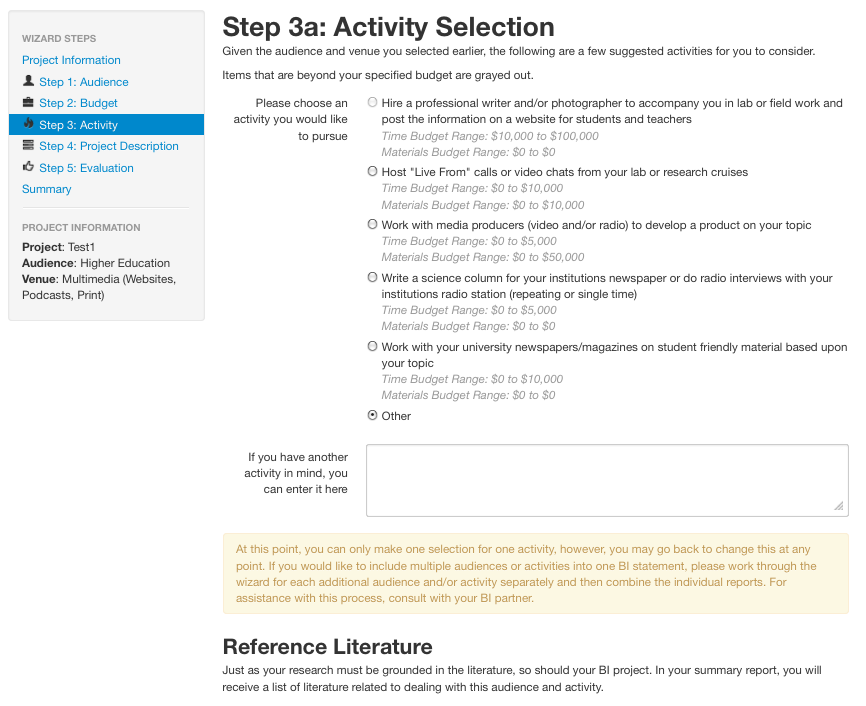 WIZARD STEPS
Project Information
Step 1: Audience
Step 2: Budget
Step 3: Activity
Step 4: Project Description
Step 5: Evaluation
Summary
PROJECT INFORMATION
Project: Test1
Audience: Higher Education
Venue: Multimedia (Websites,
Podcasts, Print)
Step 3a: Activity Selection
Given the audience and venue you selected earlier, the following are a few suggested activities for you to consider.
Items that are beyond your specified budget are grayed out.
Please choose an
activity you would like
to pursue
Hire a professional writer and/or photographer to accompany you in lab or field work and
post the information on a website for students and teachers
Time Budget Range: $10,000 to $100,000
Materials Budget Range: $0 to $0
Host "Live From" calls or video chats from your lab or research cruises
Time Budget Range: $0 to $10,000
Materials Budget Range: $0 to $10,000
Work with media producers (video and/or radio) to develop a product on your topic
Time Budget Range: $0 to $5,000
Materials Budget Range: $0 to $50,000
Write a science column for your institutions newspaper or do radio interviews with your
institutions radio station (repeating or single time)
Time Budget Range: $0 to $5,000
Materials Budget Range: $0 to $0
Work with your university newspapers/magazines on student friendly material based upon
your topic
Time Budget Range: $0 to $10,000
Materials Budget Range: $0 to $0
Other
If you have another
activity in mind, you
can enter it here
At this point, you can only make one selection for one activity, however, you may go back to change this at any
point. If you would like to include multiple audiences or activities into one BI statement, please work through the
wizard for each additional audience and/or activity separately and then combine the individual reports. For
assistance with this process, consult with your BI partner.
Reference Literature
Just as your research must be grounded in the literature, so should your BI project. In your summary report, you will
receive a list of literature related to dealing with this audience and activity.